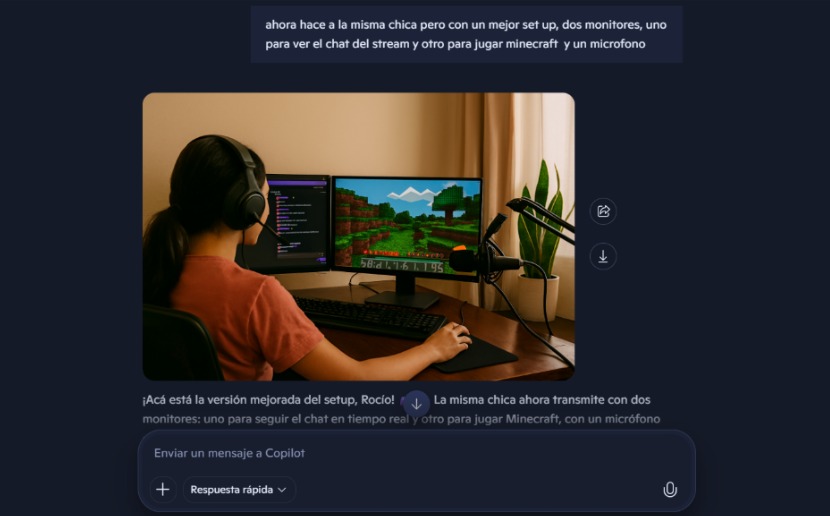 ahora hace a la misma chica pero con un mejor set up, dos monitores, uno
para ver el chat del stream y otro para jugar minecraft y un microfono
¡Acá está la versión mejorada del setup, Rocío! La misma chica ahora transmite con dos
monitores: uno para seguir el chat en tiempo real y otro para jugar Minecraft, con un micrófono
Enviar un mensaje a Copilot
Respuesta rápida